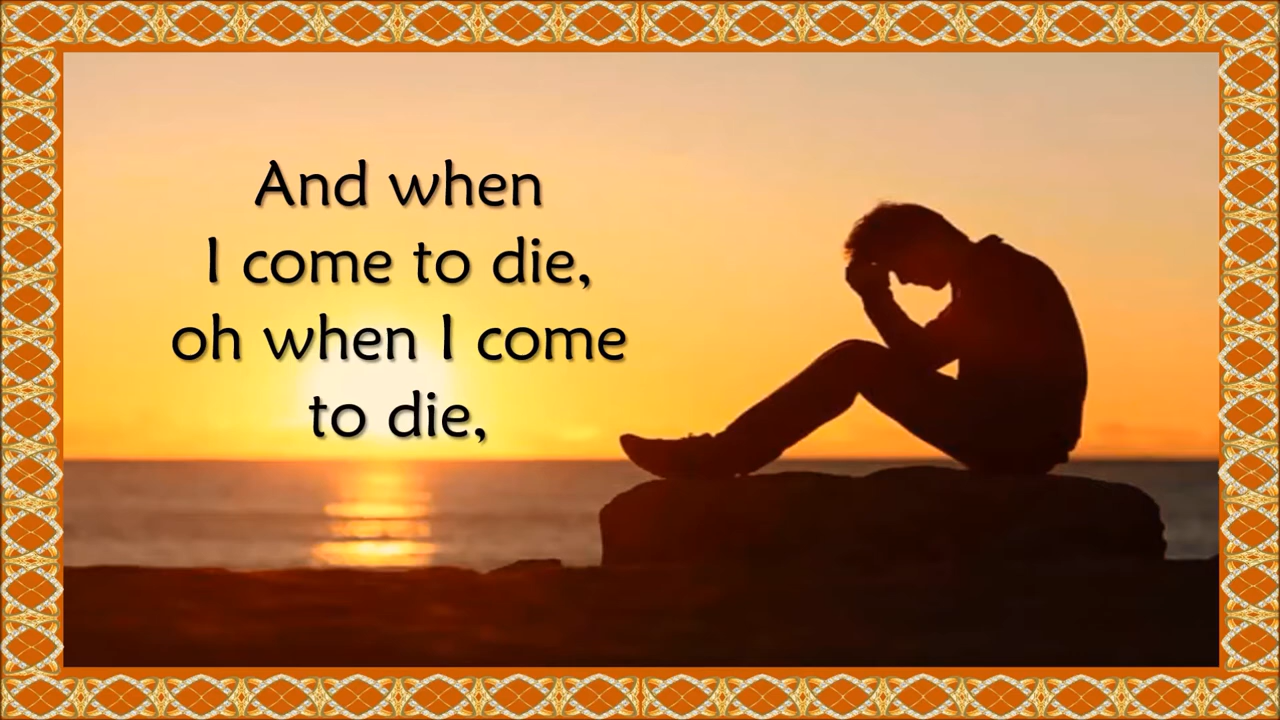 And when
I come to die,
oh when I come
to die,